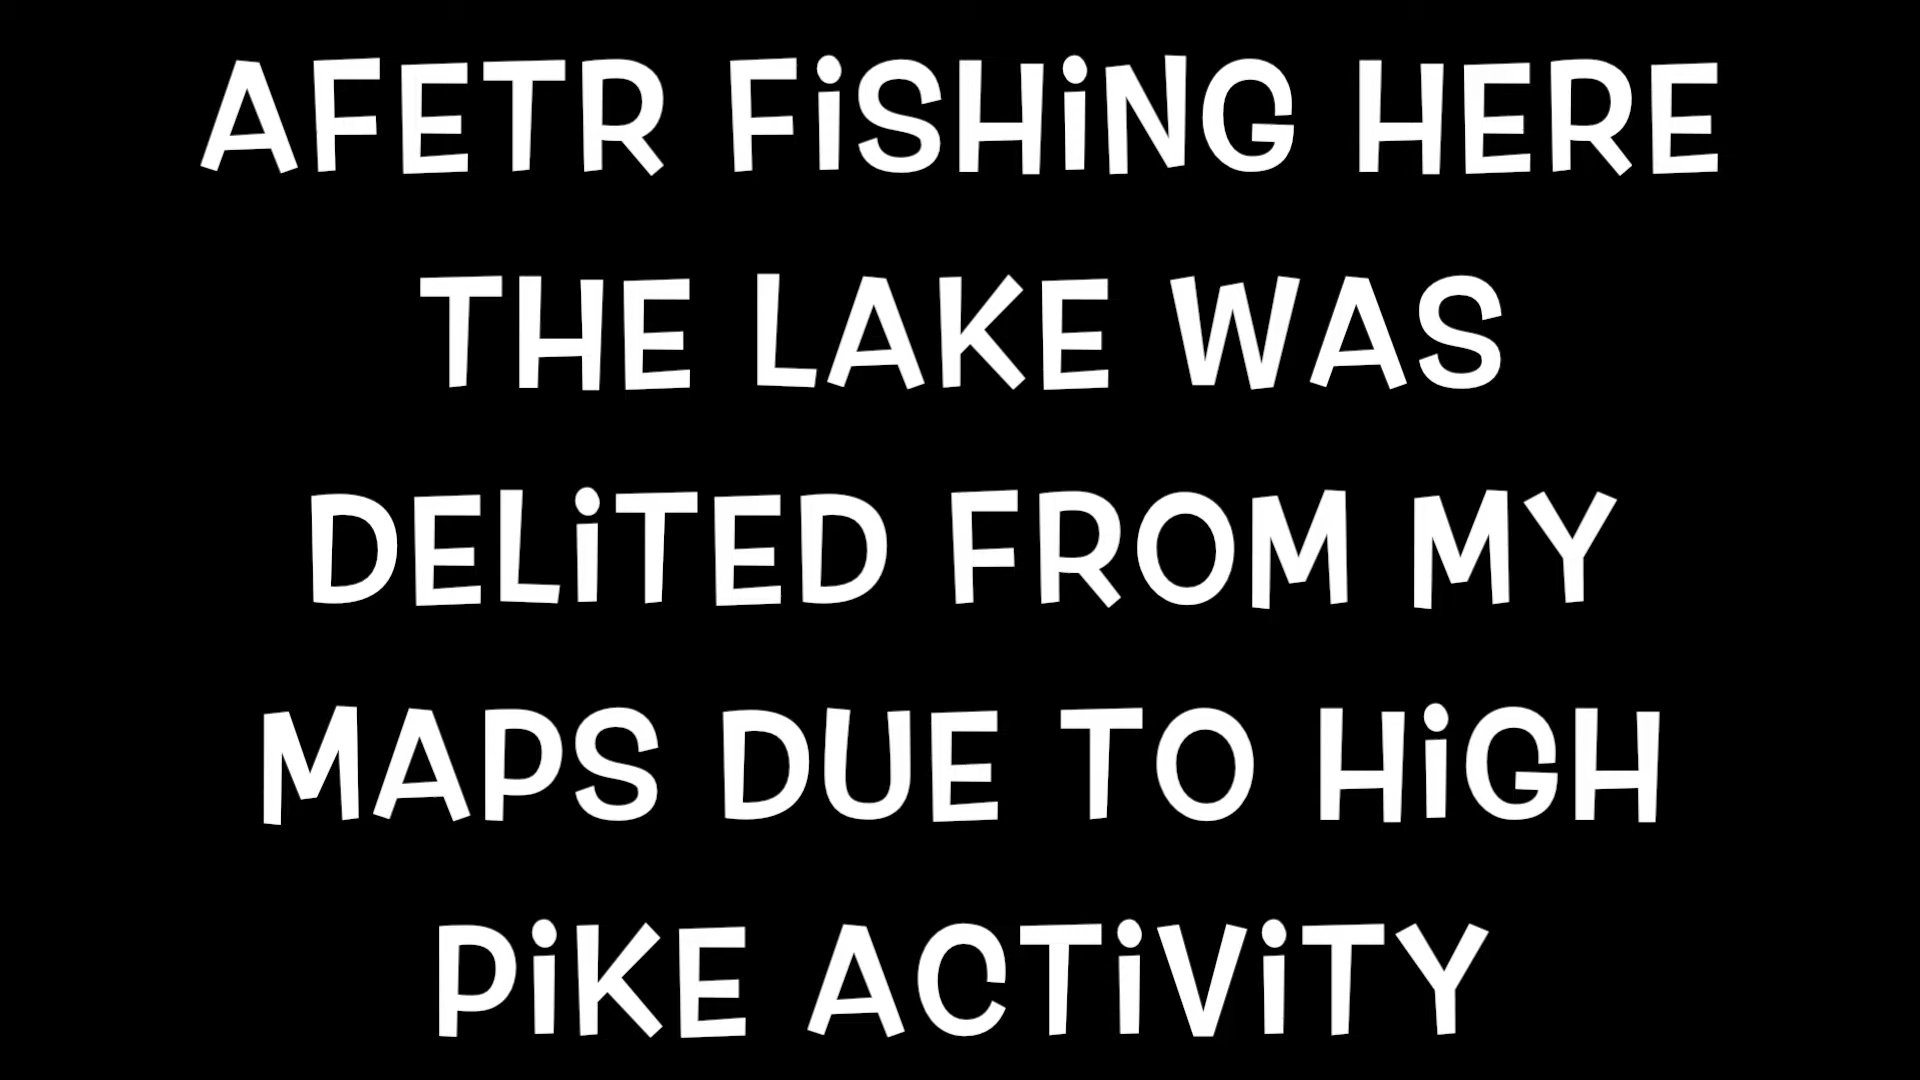 AFETR FiSHiNG HERE
THE LAKE WAS
DELiTED FROM MY
MAPS DUE TO HiGH
PiKE ACTiViTY